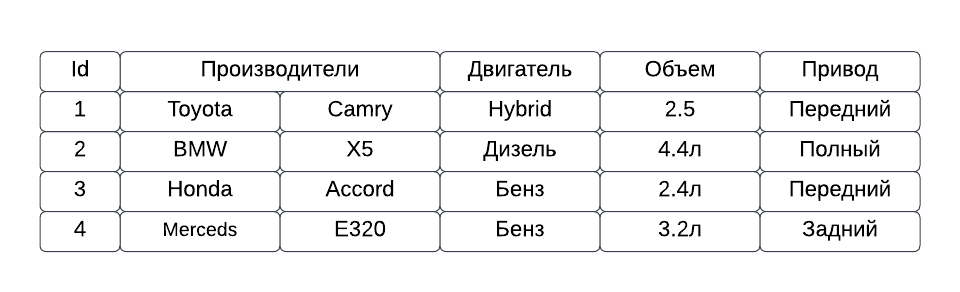 Id Производители Двигатель Объем Привод
1 Toyota Camry Hybrid 2.5 Передний
2 BMW X5 Дизель 4.4л Полный
3 Honda Accord Бенз 2.4л Передний
4 Merceds E320 Бенз 3.2л Задний